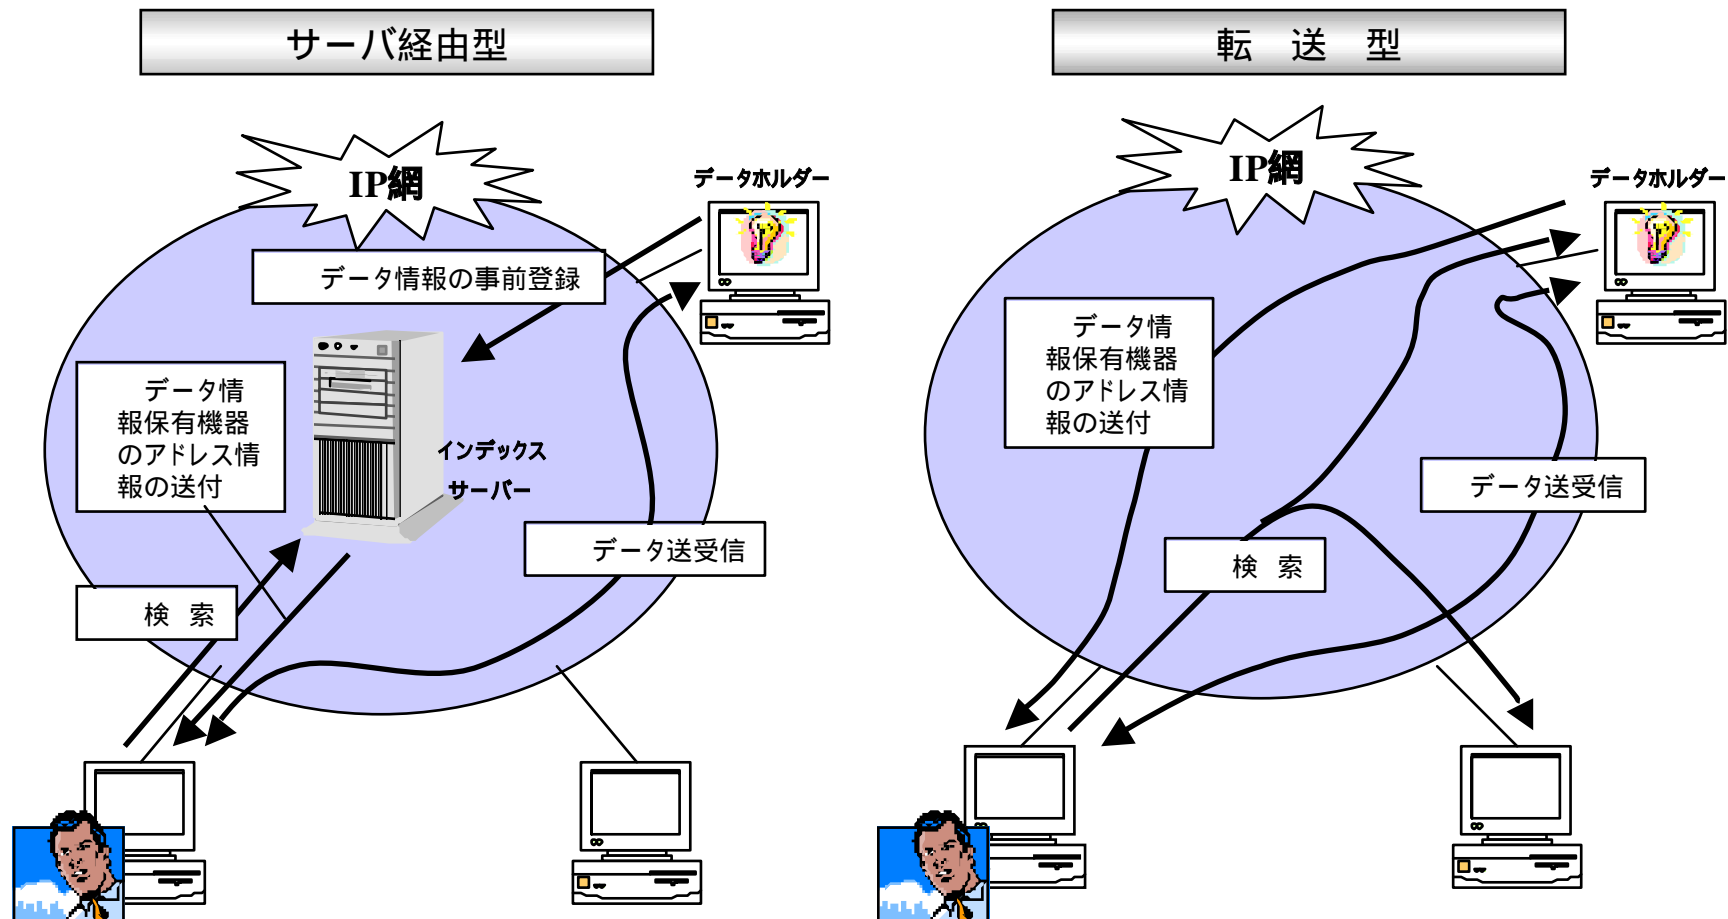 サーバ経由型
転 送 型
IP網
データホルダー
データ情報の事前登録
データ情
報保有機器
のアドレス情
報の送付
インデックス
サーバー
データ送受信
検 索
IP網
データホルダー
データ情
報保有機器
のアドレス情
報の送付
データ送受信
検 索